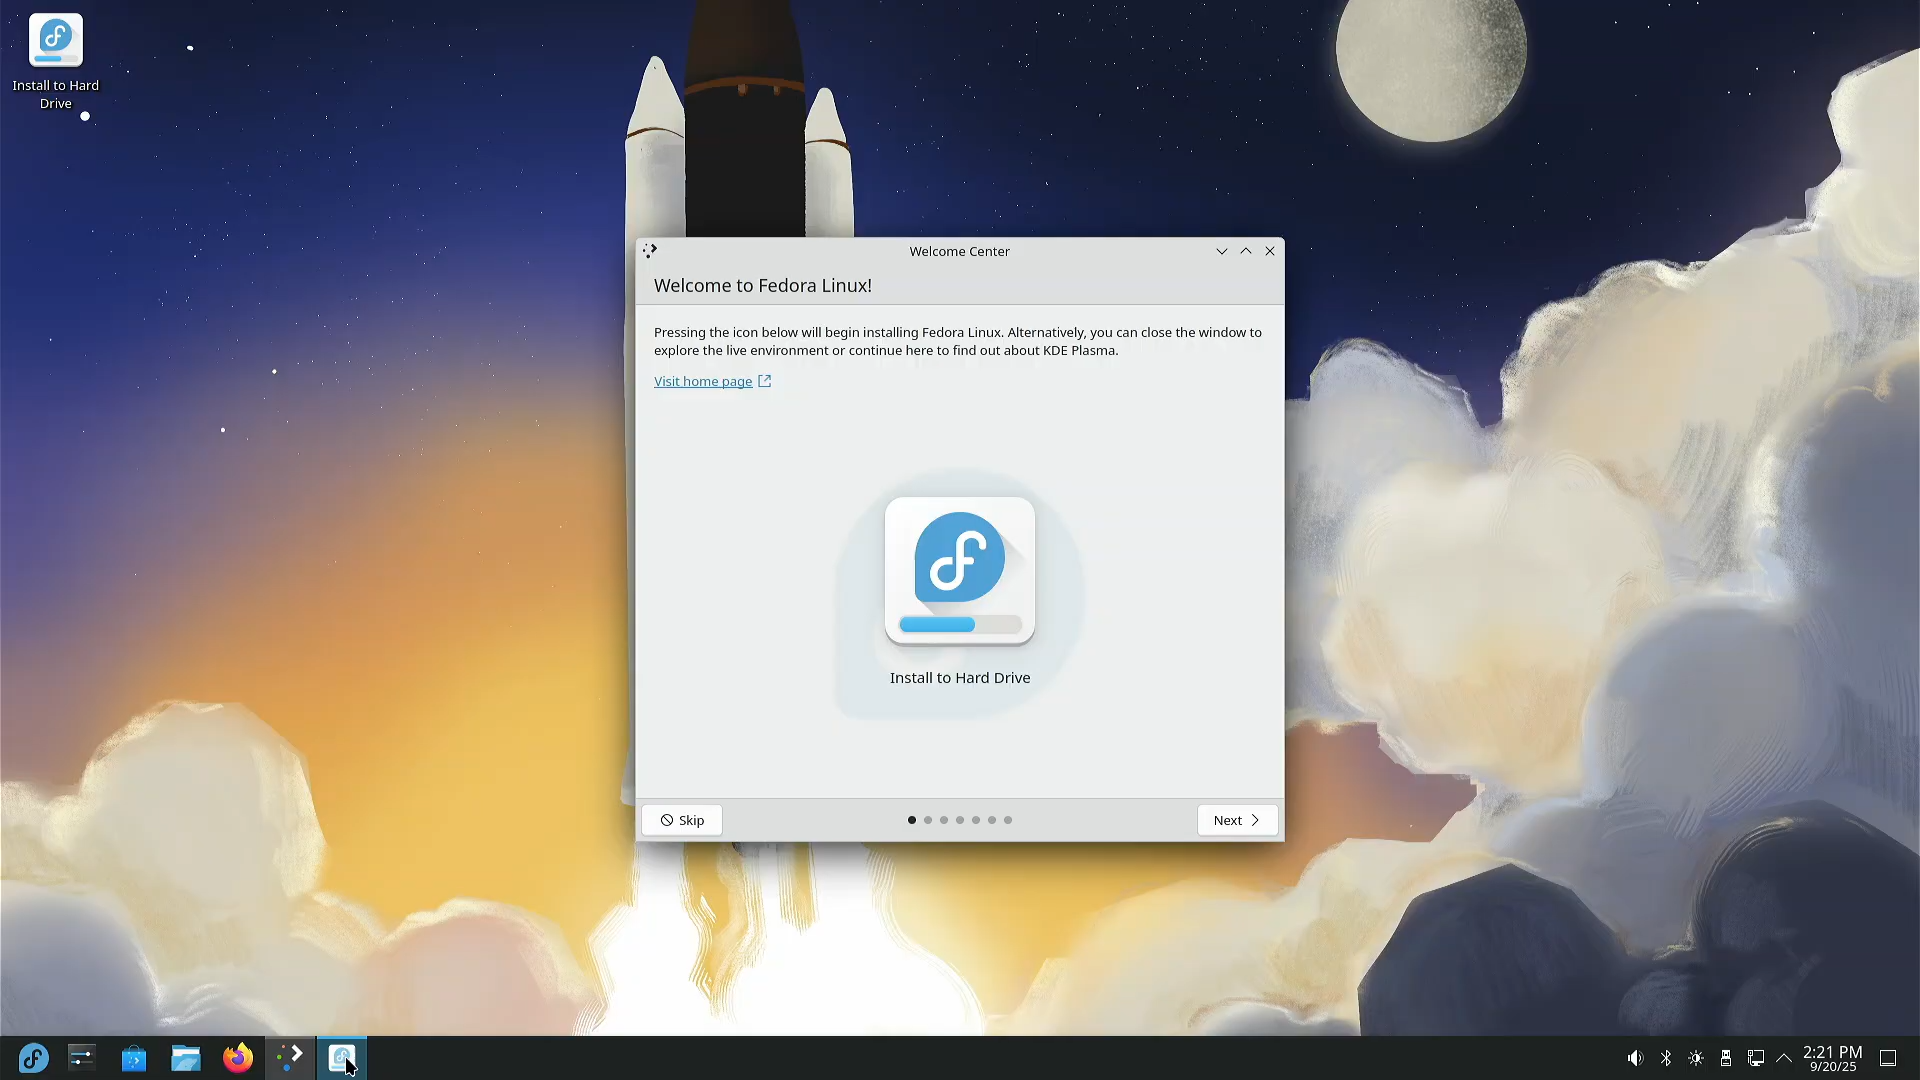 Install to Hard
Drive
Welcome Center
Welcome to Fedora Linux!
Pressing the icon below will begin installing Fedora Linux. Alternatively, you can close the window to
explore the live environment or continue here to find out about KDE Plasma.
Visit home page
Install to Hard Drive
Skip
Next
2:21 PM
9/20/25